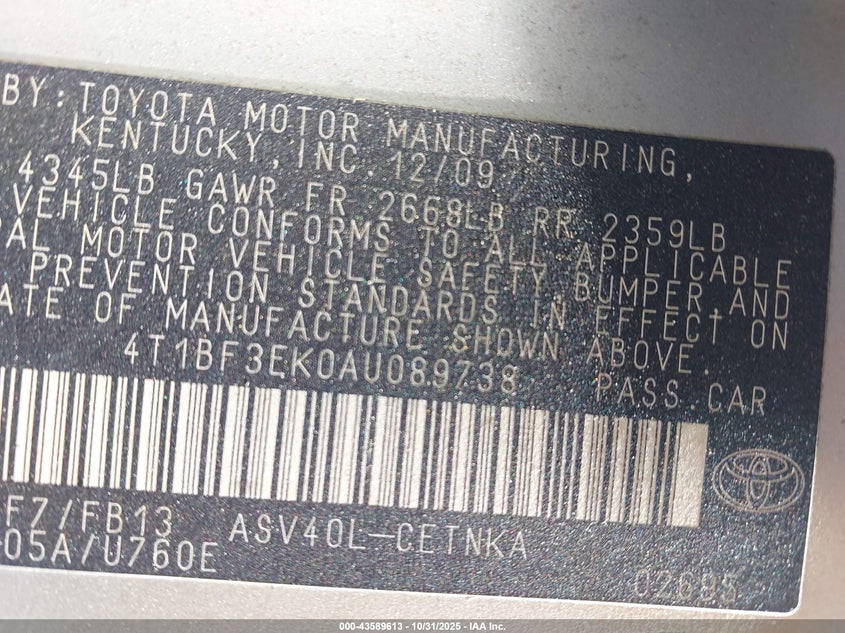 BY: TOYOTA MOTOR MANUFACTURING,
KENTUCKY, INC. 12/09
4345LB GAWR FR 2668LB RR 2359LB
VEHICLE CONFORMS TO ALL APPLICABLE
AL MOTOR VEHICLE SAFETY, BUMPER, AND
PREVENTION STANDARDS IN EFFECT ON
ATE OF MANUFACTURE SHOWN ABOVE.
4T1BF3EK0AU089738 PASS. CAR
FZ/FB13 ASV40L-CETNKA
05A/U760E
02685
000-43589613 - 10/31/2025 - IAA Inc.